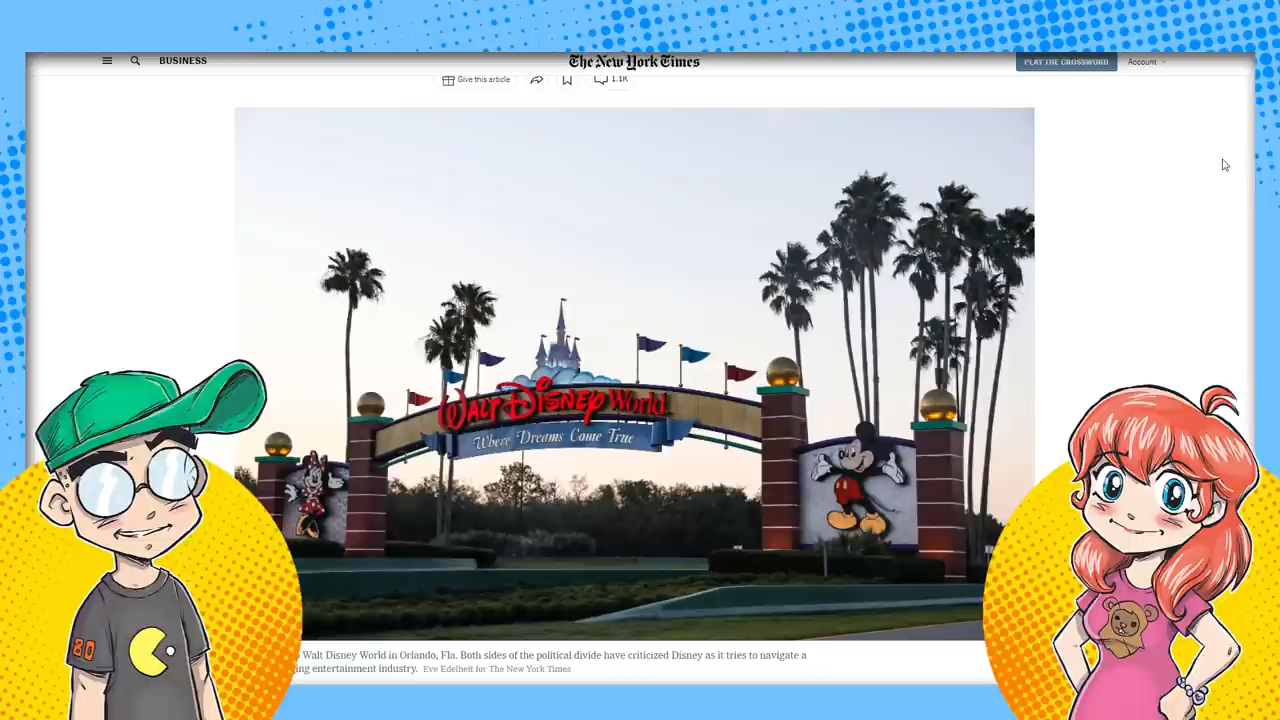 BUSINESS
The New York Times
PLAY THE CROSSWORD
Account
Give this article
1.1K
WALT DISNEY World
Where Dreams Come True
80
Walt Disney World in Orlando, Fla. Both sides of the political divide have criticized Disney as it tries to navigate a
ing entertainment industry. Eve Edelheit for The New York Times